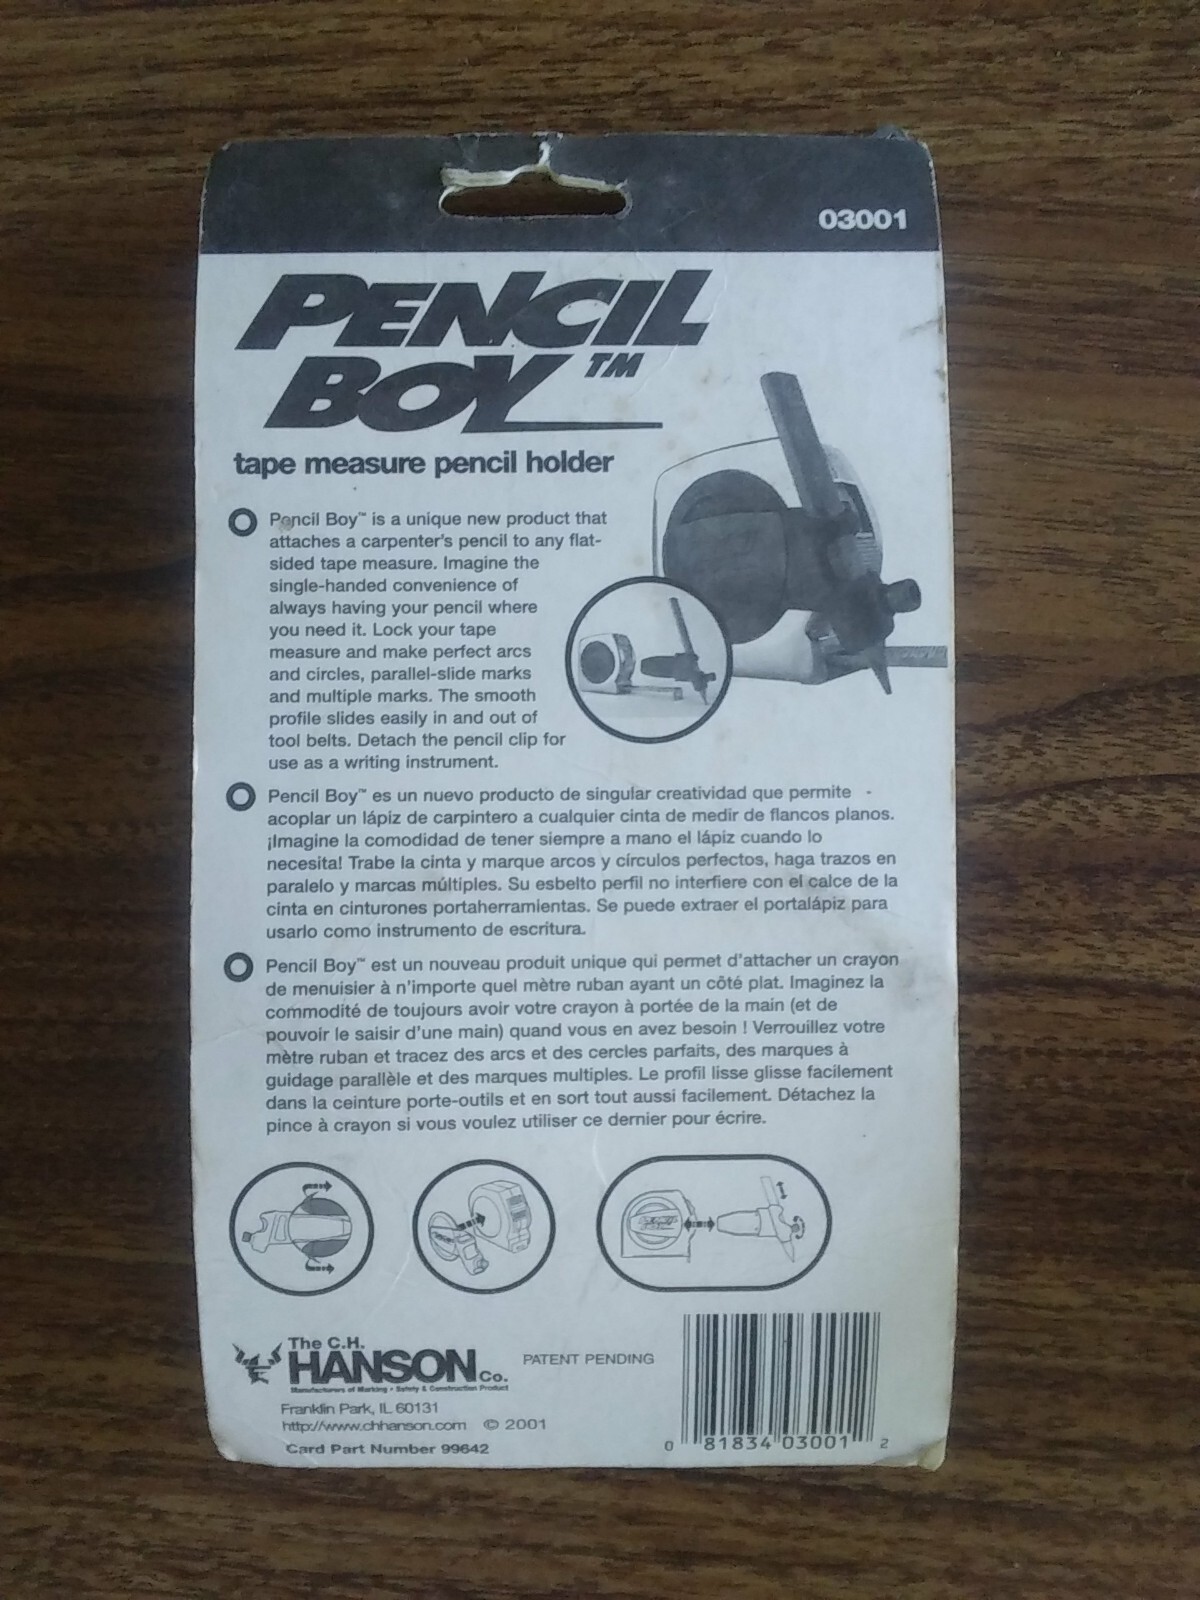 03001
PENCIL
BOY™
tape measure pencil holder
Pencil Boy™ is a unique new product that
attaches a carpenter's pencil to any flat-
sided tape measure. Imagine the
single-handed convenience of
always having your pencil where
you need it. Lock your tape
measure and make perfect arcs
and circles, parallel-slide marks
and multiple marks. The smooth
profile slides easily in and out of
tool belts. Detach the pencil clip for
use as a writing instrument.
Pencil Boy™ es un nuevo producto de singular creatividad que permite
acoplar un lápiz de carpintero a cualquier cinta de medir de flancos planos.
¡Imagine la comodidad de tener siempre a mano el lápiz cuando lo
necesita! Trabe la cinta y marque arcos y círculos perfectos, haga trazos en
paralelo y marcas múltiples. Su esbelto perfil no interfiere con el calce de la
cinta en cinturones portaherramientas. Se puede extraer el portalápiz para
usarlo como instrumento de escritura.
Pencil Boy™ est un nouveau produit unique qui permet d'attacher un crayon
de menuisier à n'importe quel mètre ruban ayant un côté plat. Imaginez la
commodité de toujours avoir votre crayon à portée de la main (et de
pouvoir le saisir d'une main) quand vous en avez besoin ! Verrouillez votre
mètre ruban et tracez des arcs et des cercles parfaits, des marques à
guidage parallèle et des marques multiples. Le profil lisse glisse facilement
dans la ceinture porte-outils et en sort tout aussi facilement. Détachez la
pince à crayon si vous voulez utiliser ce dernier pour écrire.
The C.H.
HANSON Co.
Manufacturers of Marking • Safety & Construction Product
Franklin Park, IL 60131
http://www.chhanson.com © 2001
Card Part Number 99642
PATENT PENDING
0 81834 03001 2